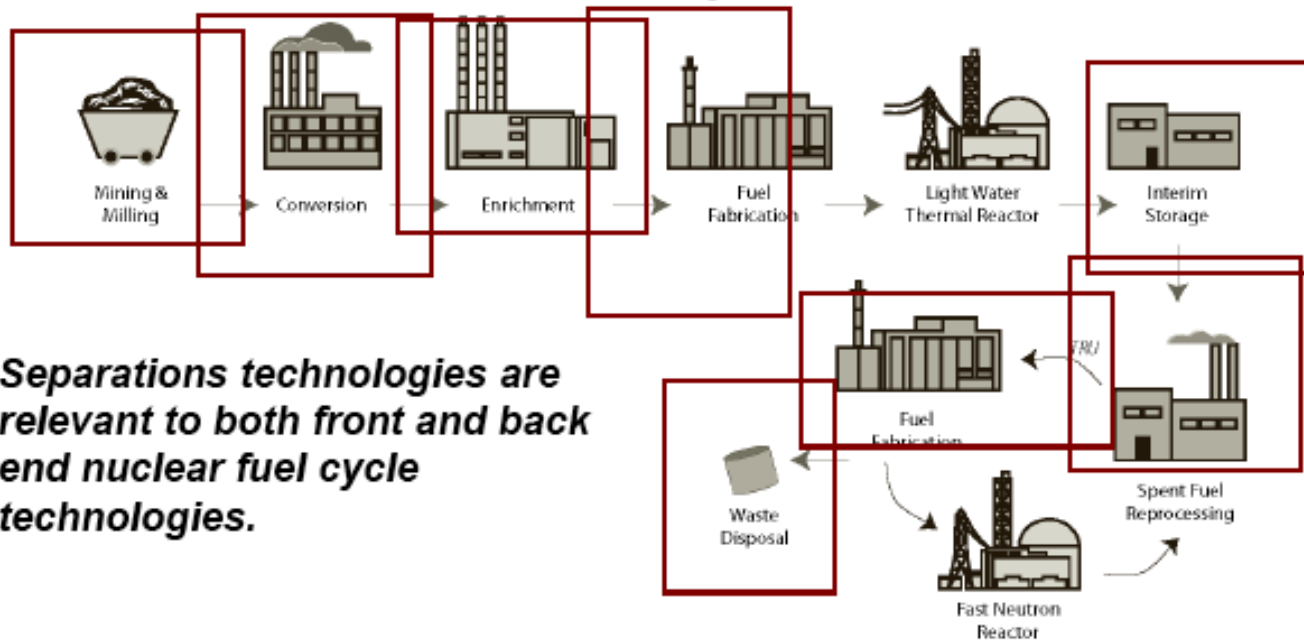 Mining &
Milling
Conversion
Enrichment
Fuel
Fabrication
Light Water
Thermal Reactor
Interim
Storage
TRU
Separations technologies are
relevant to both front and back
end nuclear fuel cycle
technologies.
Fuel
Fabrication
Waste
Disposal
Spent Fuel
Reprocessing
Fast Neutron
Reactor